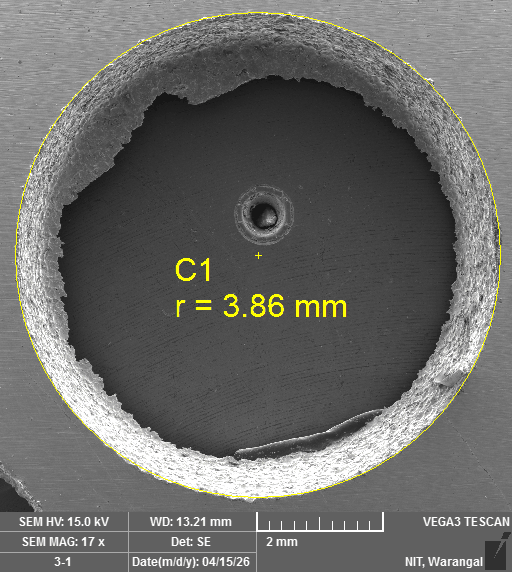 C1
r = 3.86 mm
SEM HV: 15.0 kV WD: 13.21 mm VEGA3 TESCAN
SEM MAG: 17 x Det: SE 2 mm
3-1 Date(m/d/y): 04/15/26 NIT, Warangal